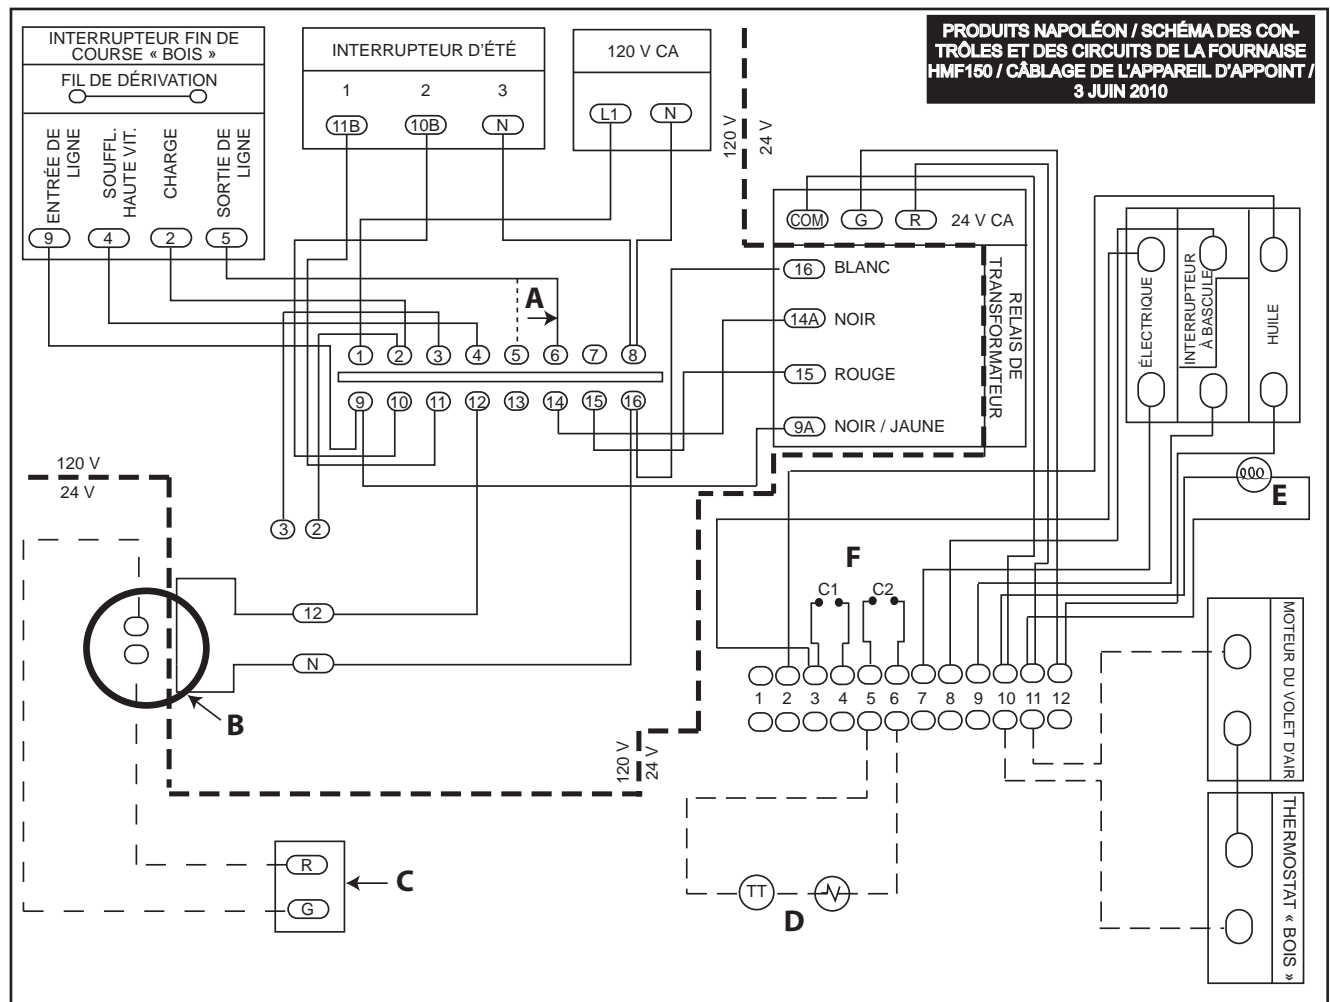 PRODUITS NAPOLÉON / SCHÉMA DES CON-
TRÔLES ET DES CIRCUITS DE LA FOURNAISE
HMF150 / CÂBLAGE DE L'APPAREIL D'APPOINT /
3 JUIN 2010
INTERRUPTEUR FIN DE
COURSE « BOIS »
FIL DE DÉRIVATION
ENTRÉE DE
LIGNE
SOUFFL.
HAUTE VIT.
CHARGE
SORTIE DE
LIGNE
9 4 2 5
INTERRUPTEUR D'ÉTÉ
1 2 3
11B 10B N
120 V CA
L1 N
120 V
24 V
COM G R 24 V CA
16 BLANC
14A NOIR
15 ROUGE
9A NOIR / JAUNE
RELAIS DE
TRANSFORMATEUR
ÉLECTRIQUE
INTERRUPTEUR
À BASCULE
HUILE
A
1 2 3 4 5 6 7 8
9 10 11 12 13 14 15 16
120 V
24 V
3 2
12
N
B
E
F
C1 C2
1 2 3 4 5 6 7 8 9 10 11 12
120 V
24 V
MOTEUR DU VOLET D'AIR
THERMOSTAT « BOIS »
R
G
C
TT
D